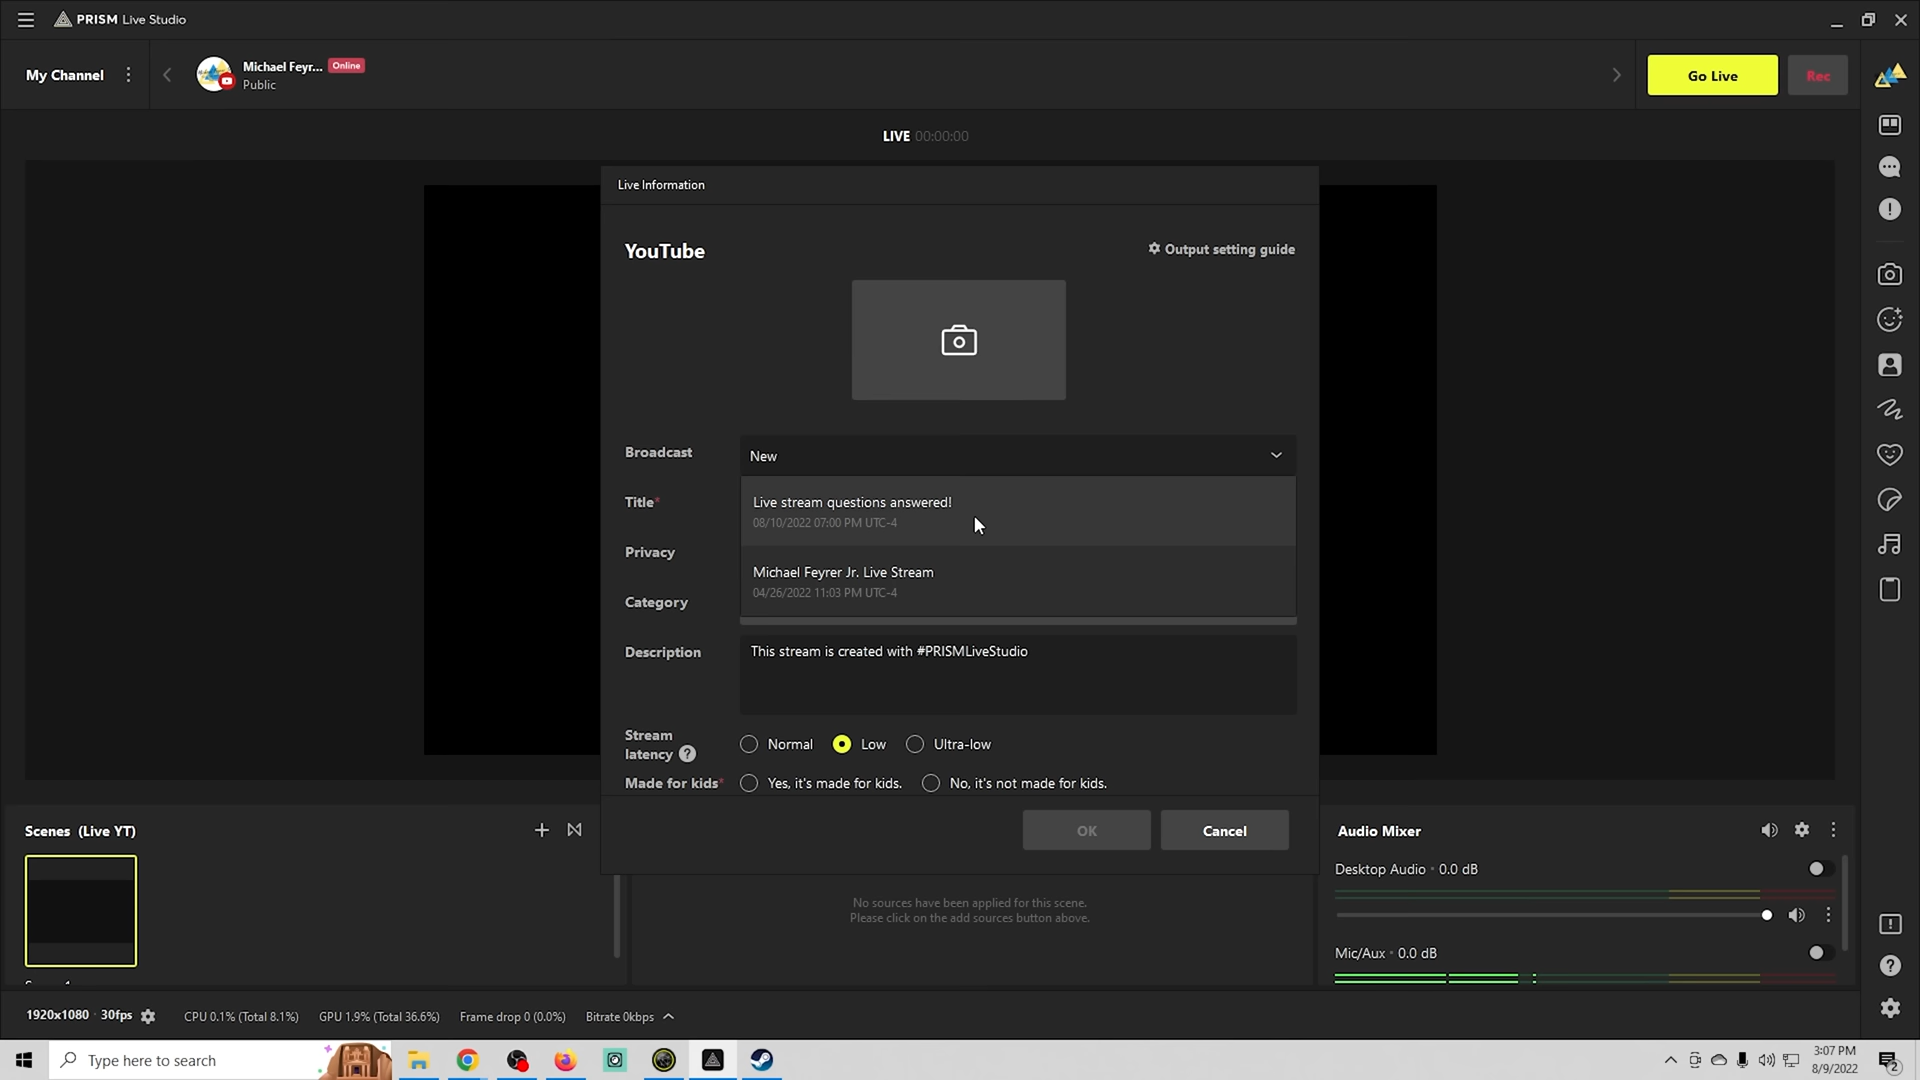 PRISM Live Studio
My Channel
Michael Feyr... Online
Public
Go Live
Rec
LIVE 00:00:00
Live Information
YouTube
Output setting guide
Broadcast
New
Title*
Live stream questions answered!
08/10/2022 07:00 PM UTC-4
Privacy
Michael Feyrer Jr. Live Stream
04/26/2022 11:03 PM UTC-4
Category
Description
This stream is created with #PRISMLiveStudio
Stream
latency ?
Normal
Low
Ultra-low
Made for kids*
Yes, it's made for kids.
No, it's not made for kids.
OK
Cancel
Scenes (Live YT)
Audio Mixer
Desktop Audio • 0.0 dB
No sources have been applied for this scene.
Please click on the add sources button above.
Mic/Aux • 0.0 dB
1920x1080 · 30fps
CPU 0.1% (Total 8.1%)
GPU 1.9% (Total 36.6%)
Frame drop 0 (0.0%)
Bitrate 0kbps
Type here to search
3:07 PM
8/9/2022
2